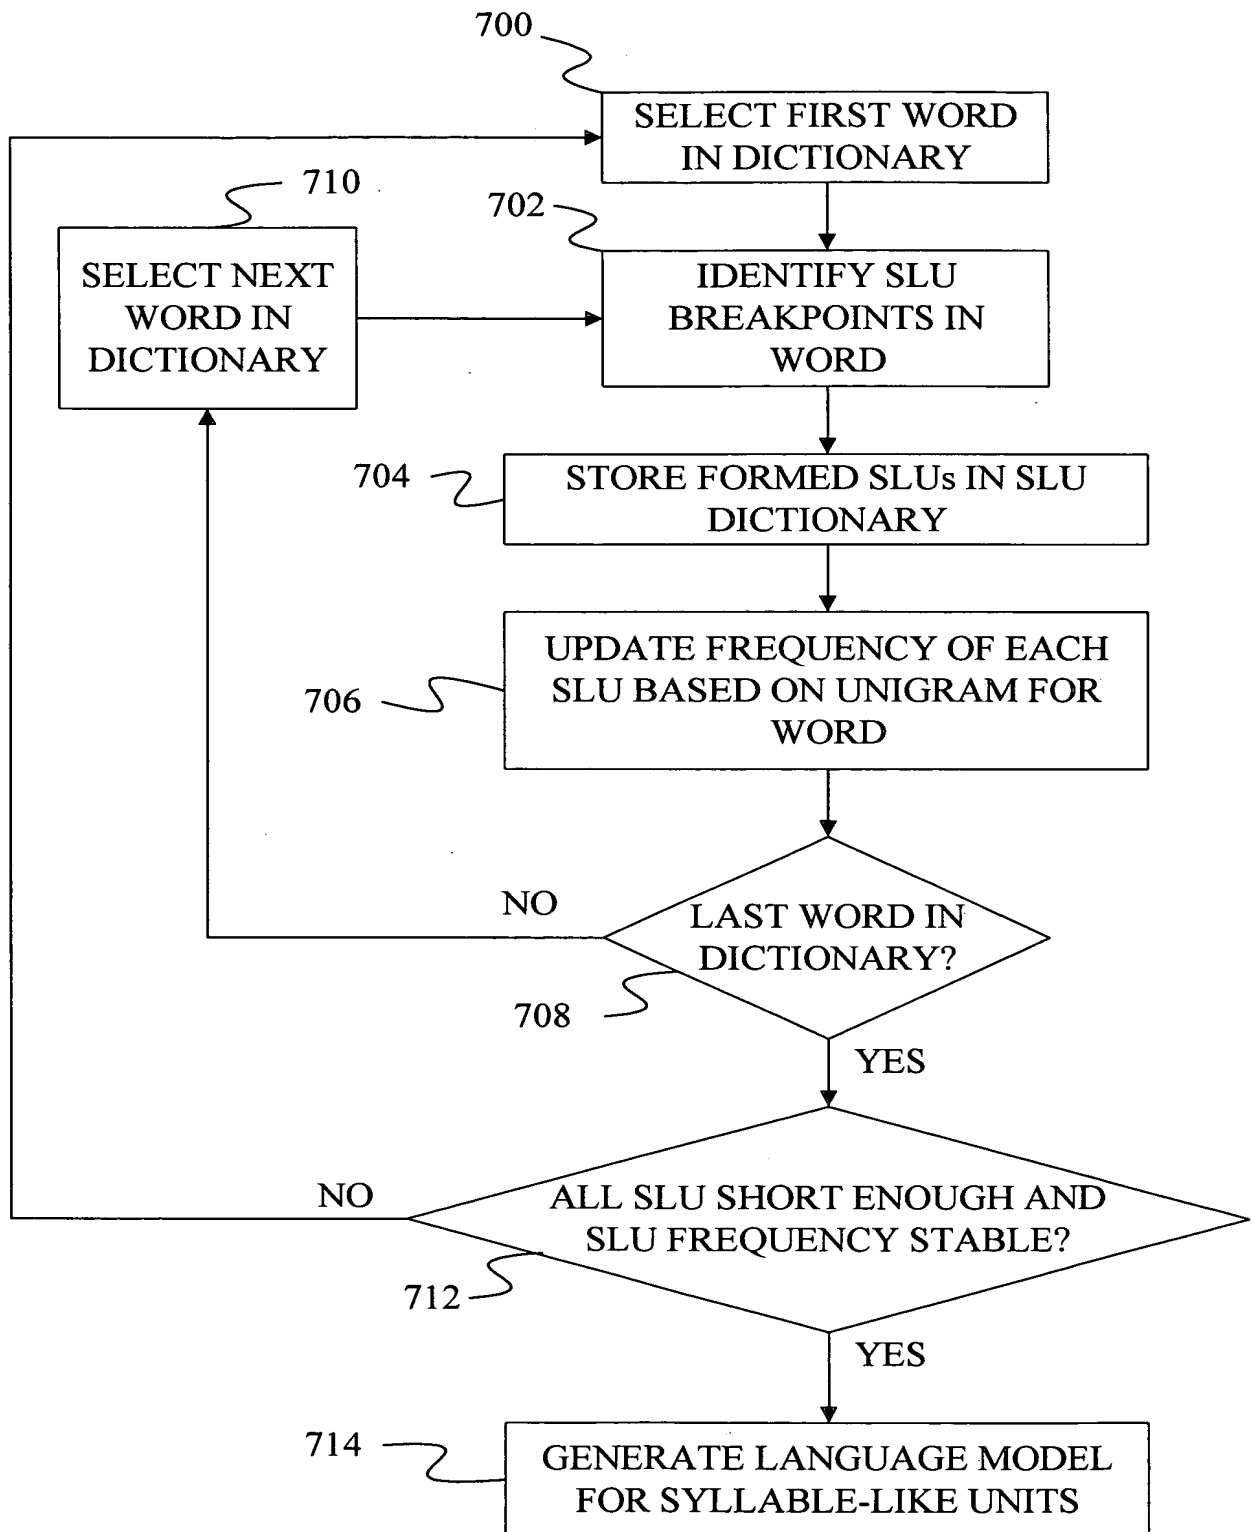 700
SELECT FIRST WORD
IN DICTIONARY
710
702
SELECT NEXT
WORD IN
DICTIONARY
IDENTIFY SLU
BREAKPOINTS IN
WORD
704
STORE FORMED SLUs IN SLU
DICTIONARY
706
UPDATE FREQUENCY OF EACH
SLU BASED ON UNIGRAM FOR
WORD
NO
LAST WORD IN
DICTIONARY?
708
YES
NO
ALL SLU SHORT ENOUGH AND
SLU FREQUENCY STABLE?
712
YES
714
GENERATE LANGUAGE MODEL
FOR SYLLABLE-LIKE UNITS